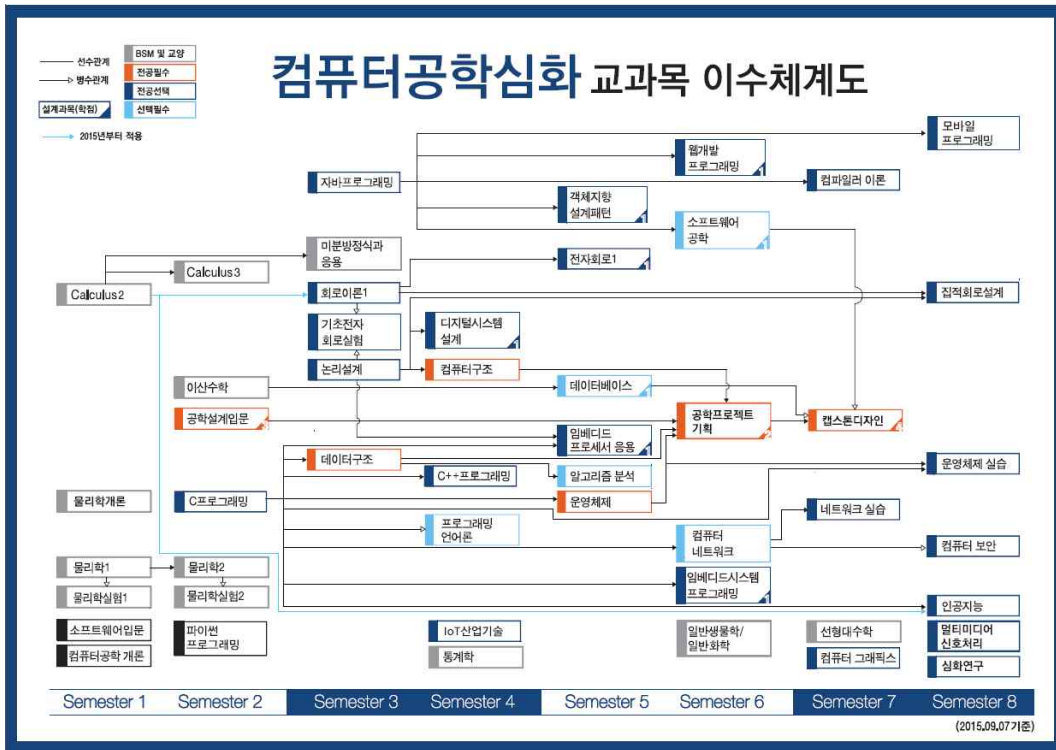 컴퓨터공학심화 교과목 이수체계도
선수관계
병수관계
설계과목(학점)
2015년부터 적용
BSM 및 교양
전공필수
전공선택
선택필수
모바일
프로그래밍
웹개발
프로그래밍
1
자바프로그래밍
컴파일러 이론
객체지향
설계패턴
1
소프트웨어
공학
1
미분방정식과
응용
전자회로1
1
Calculus3
Calculus2
회로이론1
집적회로설계
기초전자
회로실험
디지털시스템
설계
1
논리설계
컴퓨터구조
이산수학
데이터베이스
1
공학설계입문
3
공학프로젝트
기획
2
캡스톤디자인
4
임베디드
프로세서 응용
1
데이터구조
운영체제 실습
C++프로그래밍
알고리즘 분석
물리학개론
C프로그래밍
운영체제
네트워크 실습
프로그래밍
언어론
컴퓨터
네트워크
컴퓨터 보안
물리학1
물리학2
임베디드시스템
프로그래밍
1
물리학실험1
물리학실험2
인공지능
소프트웨어입문
파이썬
프로그래밍
IoT산업기술
일반생물학/
일반화학
선형대수학
멀티미디어
신호처리
컴퓨터공학 개론
통계학
컴퓨터 그래픽스
심화연구
Semester 1
Semester 2
Semester 3
Semester 4
Semester 5
Semester 6
Semester 7
Semester 8
(2015.09.07기준)